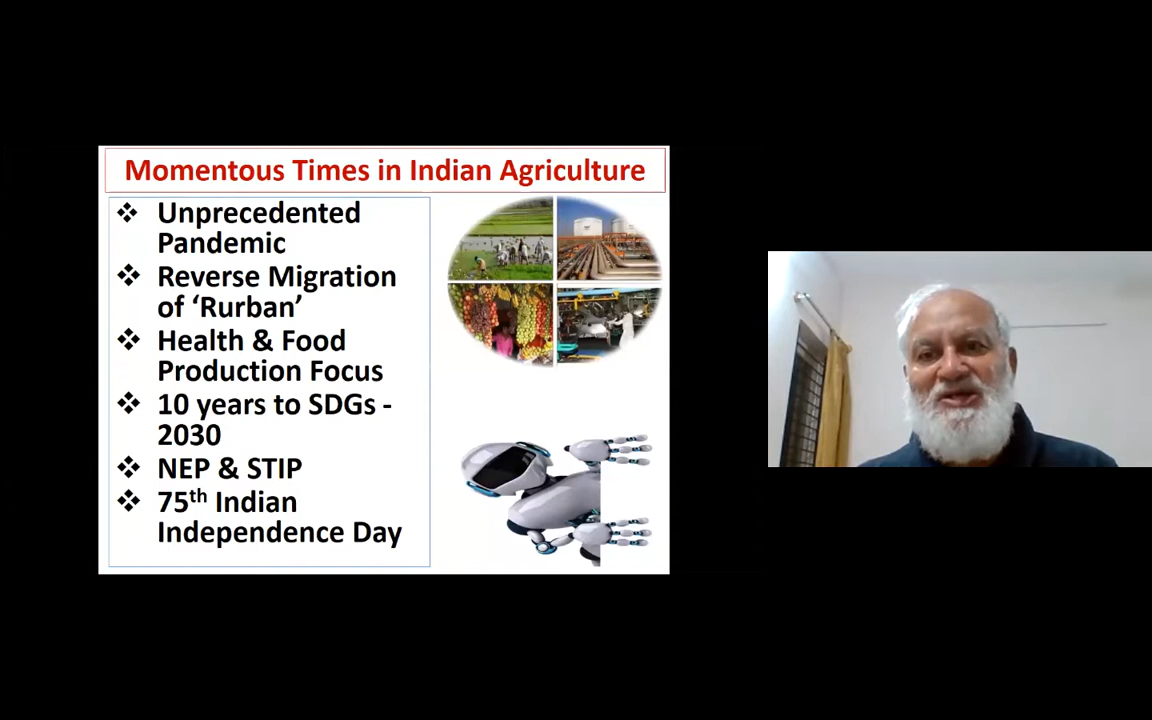 Momentous Times in Indian Agriculture
❖ Unprecedented
Pandemic
❖ Reverse Migration
of ‘Rurban’
❖ Health & Food
Production Focus
❖ 10 years to SDGs -
2030
❖ NEP & STIP
❖ 75th Indian
Independence Day